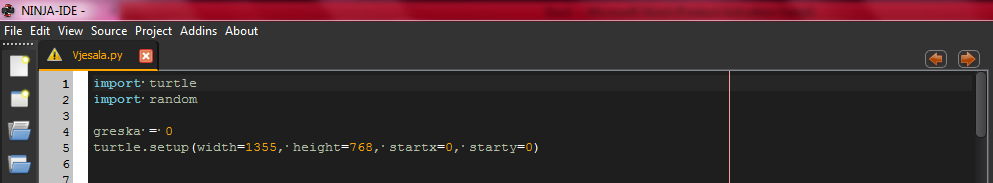 NINJA-IDE -
File Edit View Source Project Addins About
Vjesala.py
1 import turtle
2 import random
3
4 greska = 0
5 turtle.setup(width=1355, height=768, startx=0, starty=0)
6
7